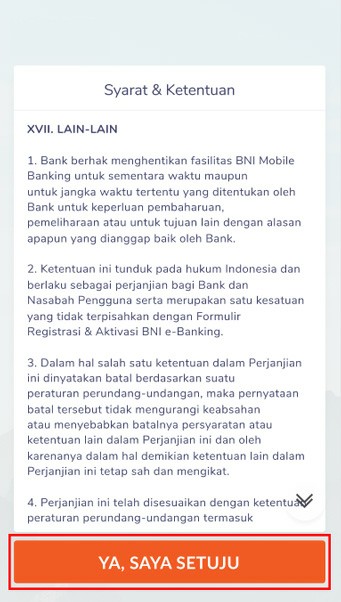 Syarat & Ketentuan
XVII. LAIN-LAIN
1. Bank berhak menghentikan fasilitas BNI Mobile
Banking untuk sementara waktu maupun
untuk jangka waktu tertentu yang ditentukan oleh
Bank untuk keperluan pembaharuan,
pemeliharaan atau untuk tujuan lain dengan alasan
apapun yang dianggap baik oleh Bank.
2. Ketentuan ini tunduk pada hukum Indonesia dan
berlaku sebagai perjanjian bagi Bank dan
Nasabah Pengguna serta merupakan satu kesatuan
yang tidak terpisahkan dengan Formulir
Registrasi & Aktivasi BNI e-Banking.
3. Dalam hal salah satu ketentuan dalam Perjanjian
ini dinyatakan batal berdasarkan suatu
peraturan perundang-undangan, maka pernyataan
batal tersebut tidak mengurangi keabsahan
atau menyebabkan batalnya persyaratan atau
ketentuan lain dalam Perjanjian ini dan oleh
karenanya dalam hal demikian ketentuan lain dalam
Perjanjian ini tetap sah dan mengikat.
4. Perjanjian ini telah disesuaikan dengan ketentuan
peraturan perundang-undangan termasuk
YA, SAYA SETUJU